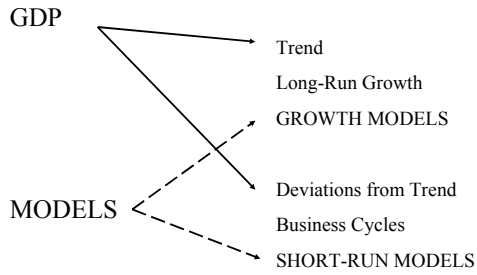 GDP
Trend
Long-Run Growth
GROWTH MODELS
MODELS
Deviations from Trend
Business Cycles
SHORT-RUN MODELS